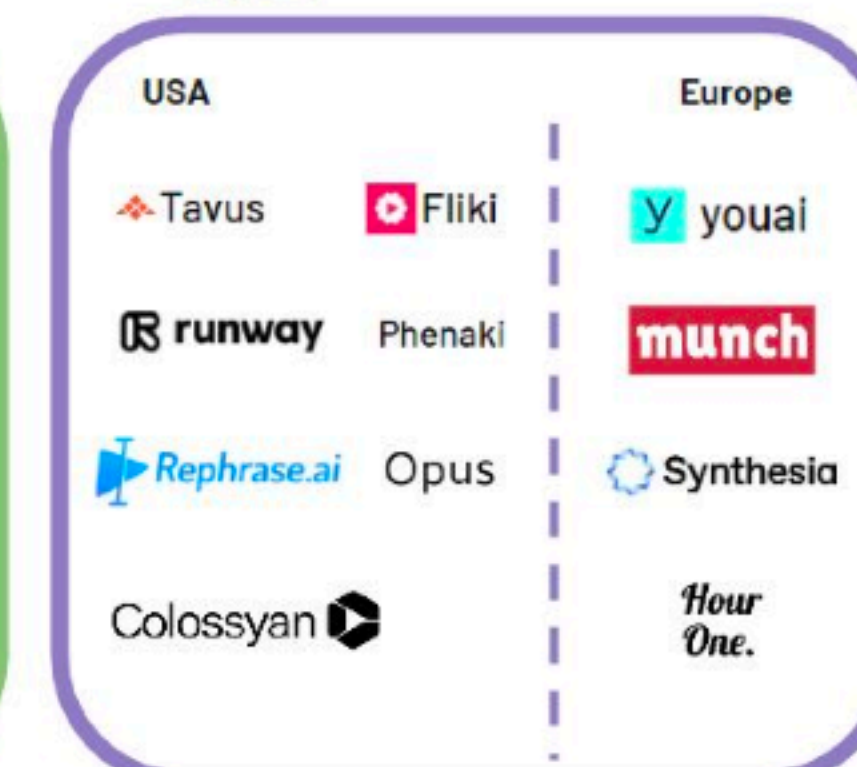 USA
Europe
Tavus
Fliki
y youai
runway
Phenaki
munch
Rephrase.ai
Opus
Synthesia
Colossyan
Hour
One.